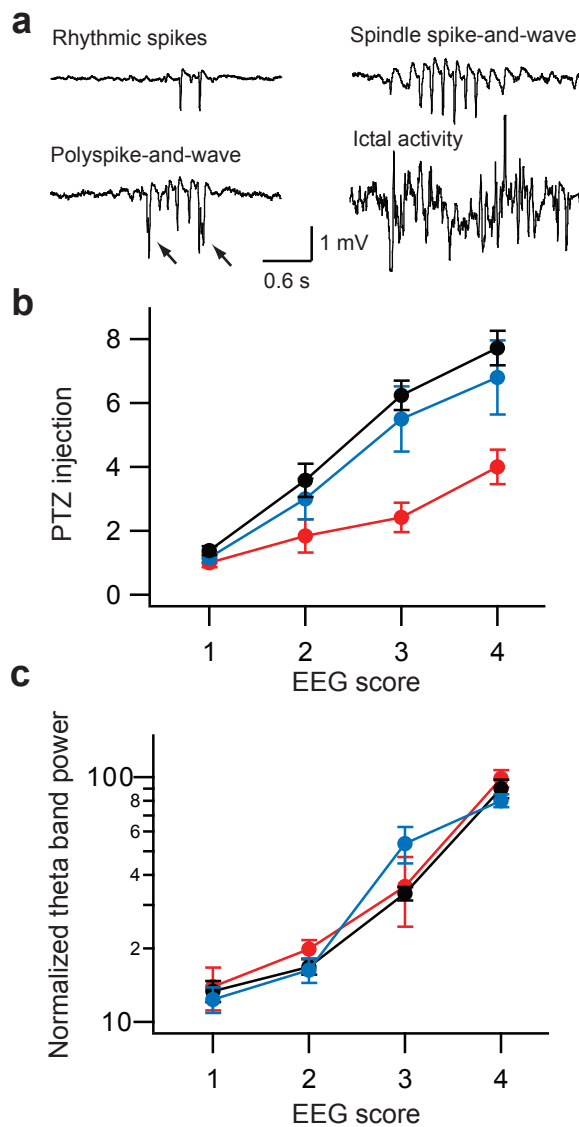 a
Rhythmic spikes
Spindle spike-and-wave
Polyspike-and-wave
Ictal activity
1 mV
0.6 s
b
8
6
4
2
0
PTZ injection
1 2 3 4
EEG score
c
100
8
6
4
2
10
Normalized theta band power
1 2 3 4
EEG score